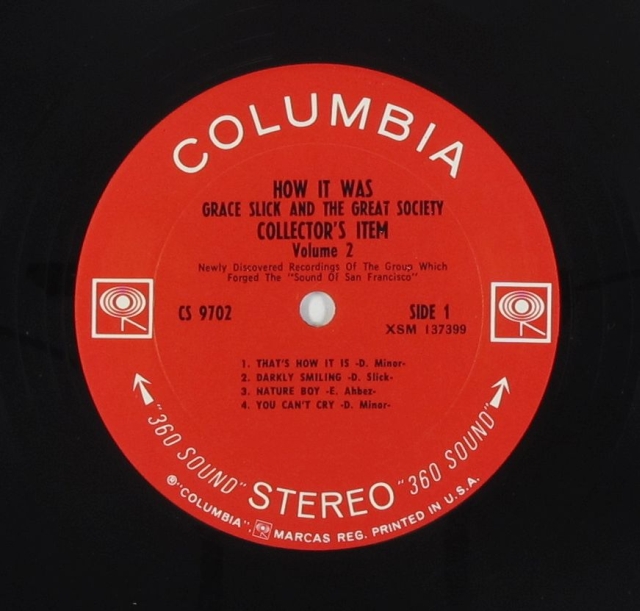 COLUMBIA
HOW IT WAS
GRACE SLICK AND THE GREAT SOCIETY
COLLECTOR'S ITEM
Volume 2
Newly Discovered Recordings Of The Group Which
Forged The "Sound Of San Francisco"
CS 9702
SIDE 1
XSM 137399
1. THAT'S HOW IT IS -D. Minor-
2. DARKLY SMILING -D. Slick-
3. NATURE BOY -E. Ahbez-
4. YOU CAN'T CRY -D. Minor-
"360 SOUND" STEREO "360 SOUND"
®"COLUMBIA", MARCAS REG. PRINTED IN U.S.A.